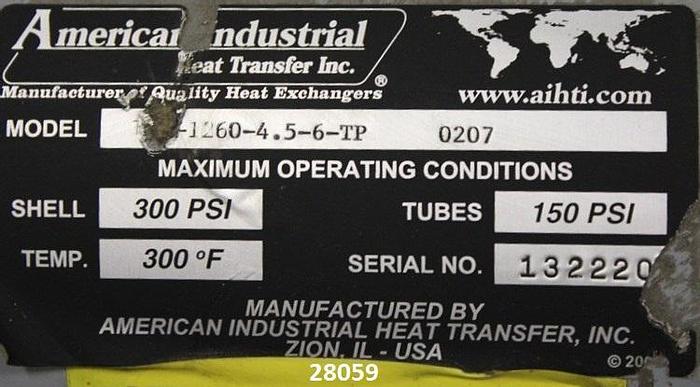 American Industrial
Heat Transfer Inc.
Manufacturer of Quality Heat Exchangers®
www.aihti.com
MODEL -1260-4.5-6-TP 0207
MAXIMUM OPERATING CONDITIONS
SHELL 300 PSI TUBES 150 PSI
TEMP. 300 ºF SERIAL NO. 132220
MANUFACTURED BY
AMERICAN INDUSTRIAL HEAT TRANSFER, INC.
ZION, IL - USA
© 20
28059